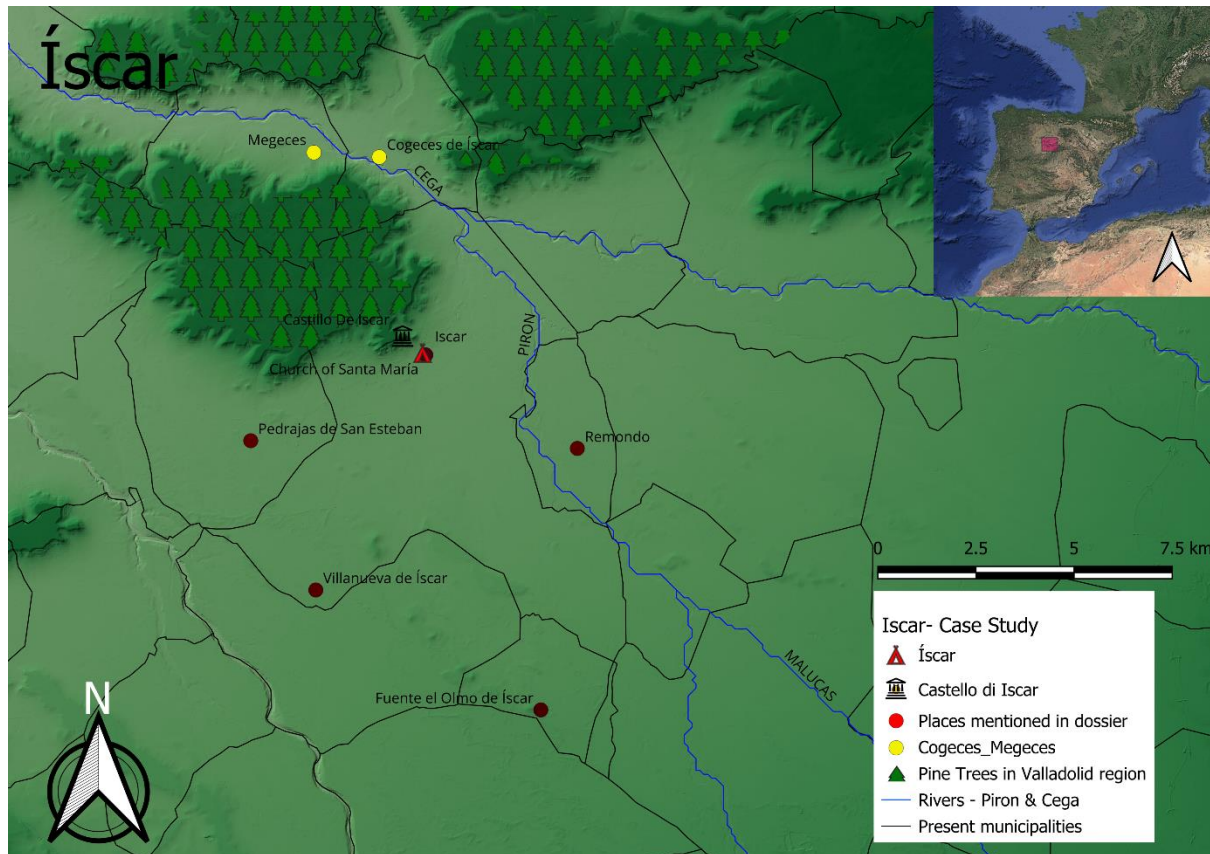 Íscar
Megeces
Cogeces de Íscar
CEGA
PIRON
Castillo De Iscar
Iscar
Church of Santa María
Pedrajas de San Esteban
Remondo
0 2.5 5 7.5 km
Villanueva de Íscar
Fuente el Olmo de Íscar
MALUCAS
N
Iscar- Case Study
Íscar
Castello di Iscar
Places mentioned in dossier
Cogeces_Megeces
Pine Trees in Valladolid region
Rivers - Piron & Cega
Present municipalities